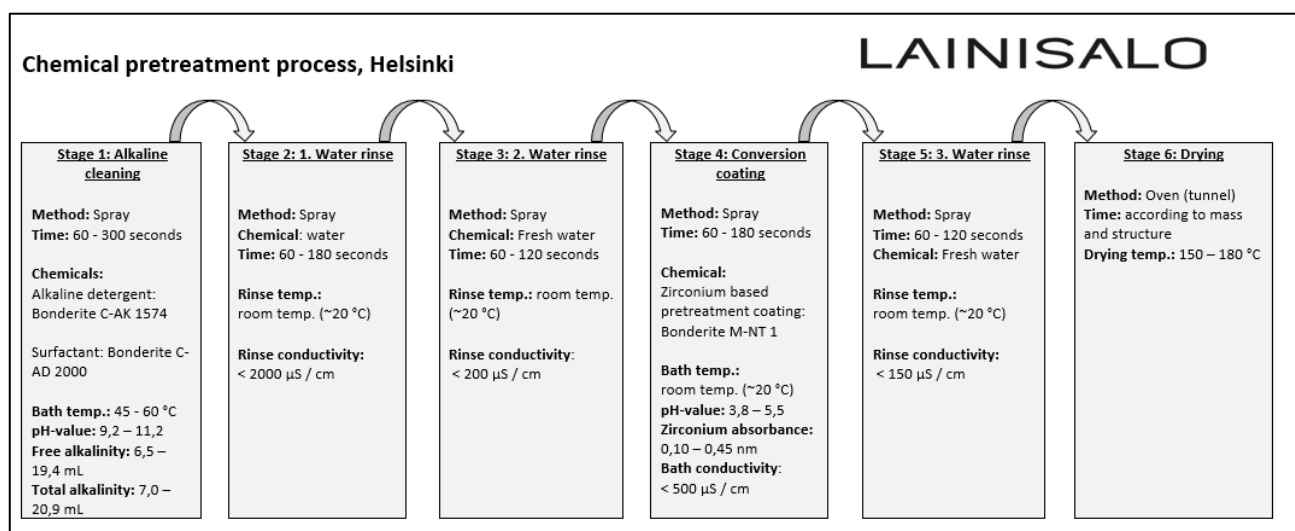 Chemical pretreatment process, Helsinki
LAINISALO
Stage 1: Alkaline
cleaning
Method: Spray
Time: 60 - 300 seconds
Chemicals:
Alkaline detergent:
Bonderite C-AK 1574
Surfactant: Bonderite C-
AD 2000
Bath temp.: 45 - 60 °C
pH-value: 9,2 – 11,2
Free alkalinity: 6,5 –
19,4 mL
Total alkalinity: 7,0 –
20,9 mL
Stage 2: 1. Water rinse
Method: Spray
Chemical: water
Time: 60 - 180 seconds
Rinse temp.:
room temp. (~20 °C)
Rinse conductivity:
< 2000 µS / cm
Stage 3: 2. Water rinse
Method: Spray
Chemical: Fresh water
Time: 60 - 120 seconds
Rinse temp.: room temp.
(~20 °C)
Rinse conductivity:
< 200 µS / cm
Stage 4: Conversion
coating
Method: Spray
Time: 60 - 180 seconds
Chemical:
Zirconium based
pretreatment coating:
Bonderite M-NT 1
Bath temp.:
room temp. (~20 °C)
pH-value: 3,8 – 5,5
Zirconium absorbance:
0,10 – 0,45 nm
Bath conductivity:
< 500 µS / cm
Stage 5: 3. Water rinse
Method: Spray
Time: 60 - 120 seconds
Chemical: Fresh water
Rinse temp.:
room temp. (~20 °C)
Rinse conductivity:
< 150 µS / cm
Stage 6: Drying
Method: Oven (tunnel)
Time: according to mass
and structure
Drying temp.: 150 – 180 °C